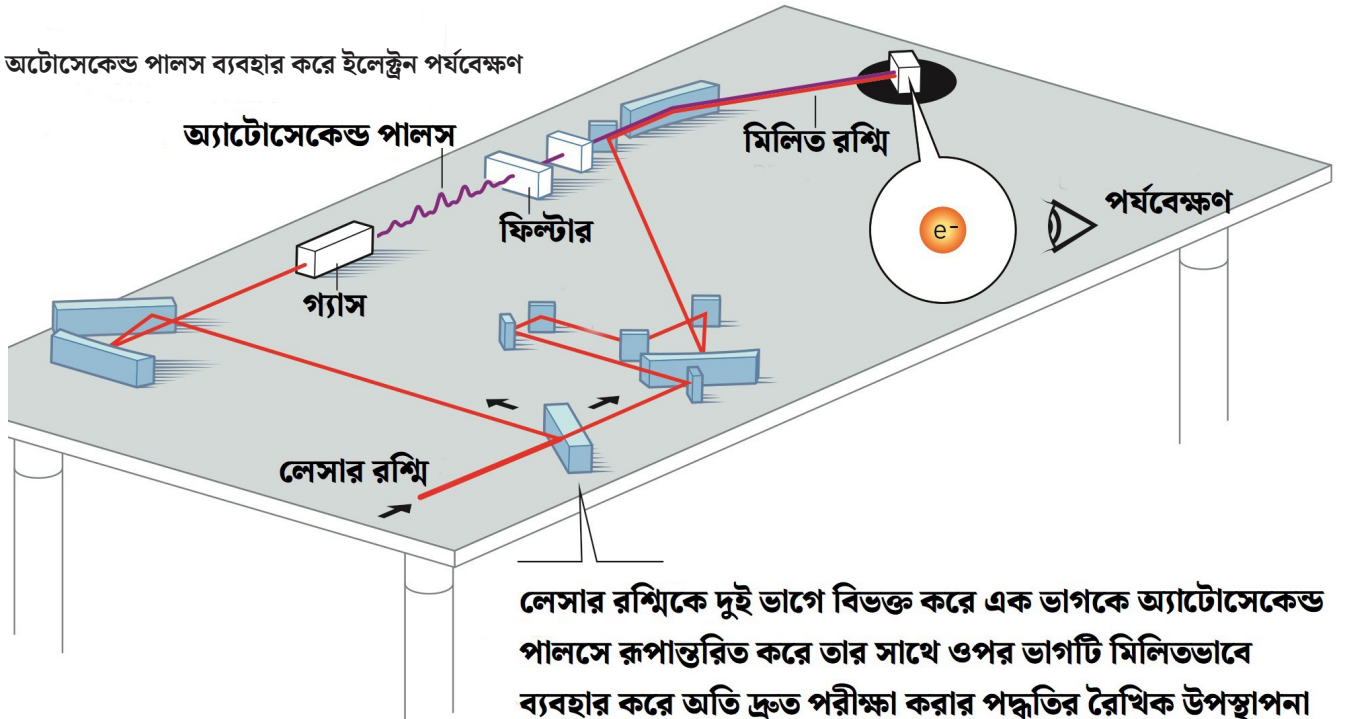 অটোসেকেন্ড পালস ব্যবহার করে ইলেক্ট্রন পর্যবেক্ষণ
অ্যাটোসেকেন্ড পালস
মিলিত রশ্মি
ফিল্টার
পর্যবেক্ষণ
e-
গ্যাস
লেসার রশ্মি
লেসার রশ্মিকে দুই ভাগে বিভক্ত করে এক ভাগকে অ্যাটোসেকেন্ড
পালসে রূপান্তরিত করে তার সাথে ওপর ভাগটি মিলিতভাবে
ব্যবহার করে অতি দ্রুত পরীক্ষা করার পদ্ধতির রৈখিক উপস্থাপনা